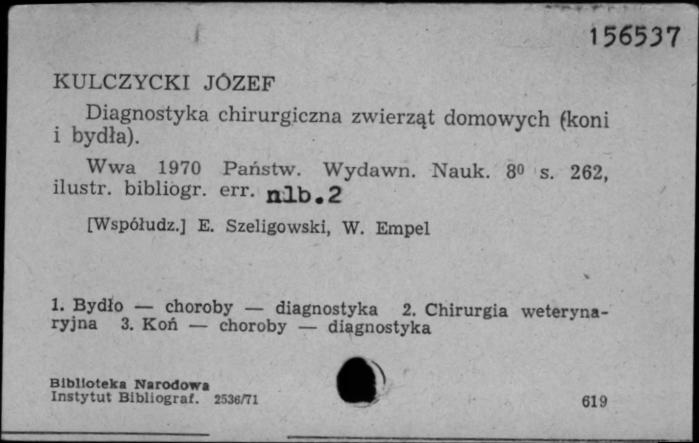 156537
KULCZYCKI JÓZEF
Diagnostyka chirurgiczna zwierząt domowych (koni
i bydła).
Wwa 1970 Państw. Wydawn. Nauk. 8⁰ s. 262,
ilustr. bibliogr. err. nlb.2
[Współudz.] E. Szeligowski, W. Empel
1. Bydło — choroby — diagnostyka 2. Chirurgia weteryna-
ryjna 3. Koń — choroby — diagnostyka
Biblioteka Narodowa
Instytut Bibliograf. 2536/71
619